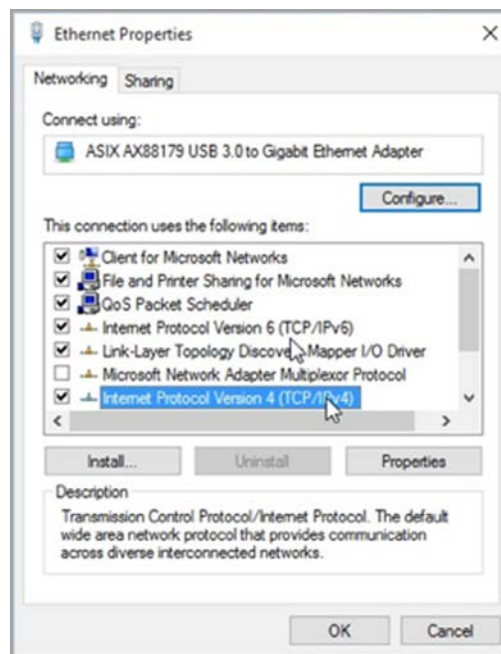 Ethernet Properties
Networking Sharing
Connect using:
ASIX AX88179 USB 3.0 to Gigabit Ethernet Adapter
Configure...
This connection uses the following items:
Client for Microsoft Networks
File and Printer Sharing for Microsoft Networks
QoS Packet Scheduler
Internet Protocol Version 6 (TCP/IPv6)
Link-Layer Topology Discovery Mapper I/O Driver
Microsoft Network Adapter Multiplexor Protocol
Internet Protocol Version 4 (TCP/IPv4)
Install... Uninstall Properties
Description
Transmission Control Protocol/Internet Protocol. The default
wide area network protocol that provides communication
across diverse interconnected networks.
OK Cancel